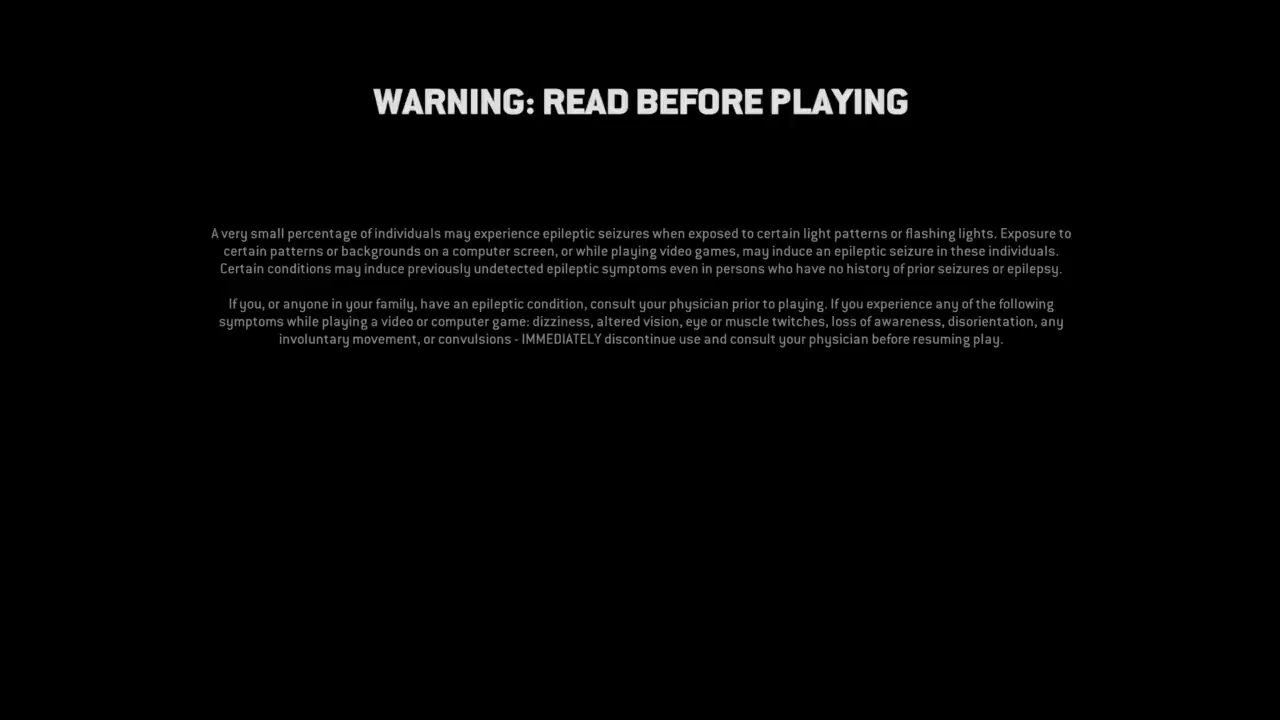 WARNING: READ BEFORE PLAYING
A very small percentage of individuals may experience epileptic seizures when exposed to certain light patterns or flashing lights. Exposure to
certain patterns or backgrounds on a computer screen, or while playing video games, may induce an epileptic seizure in these individuals.
Certain conditions may induce previously undetected epileptic symptoms even in persons who have no history of prior seizures or epilepsy.
If you, or anyone in your family, have an epileptic condition, consult your physician prior to playing. If you experience any of the following
symptoms while playing a video or computer game: dizziness, altered vision, eye or muscle twitches, loss of awareness, disorientation, any
involuntary movement, or convulsions - IMMEDIATELY discontinue use and consult your physician before resuming play.